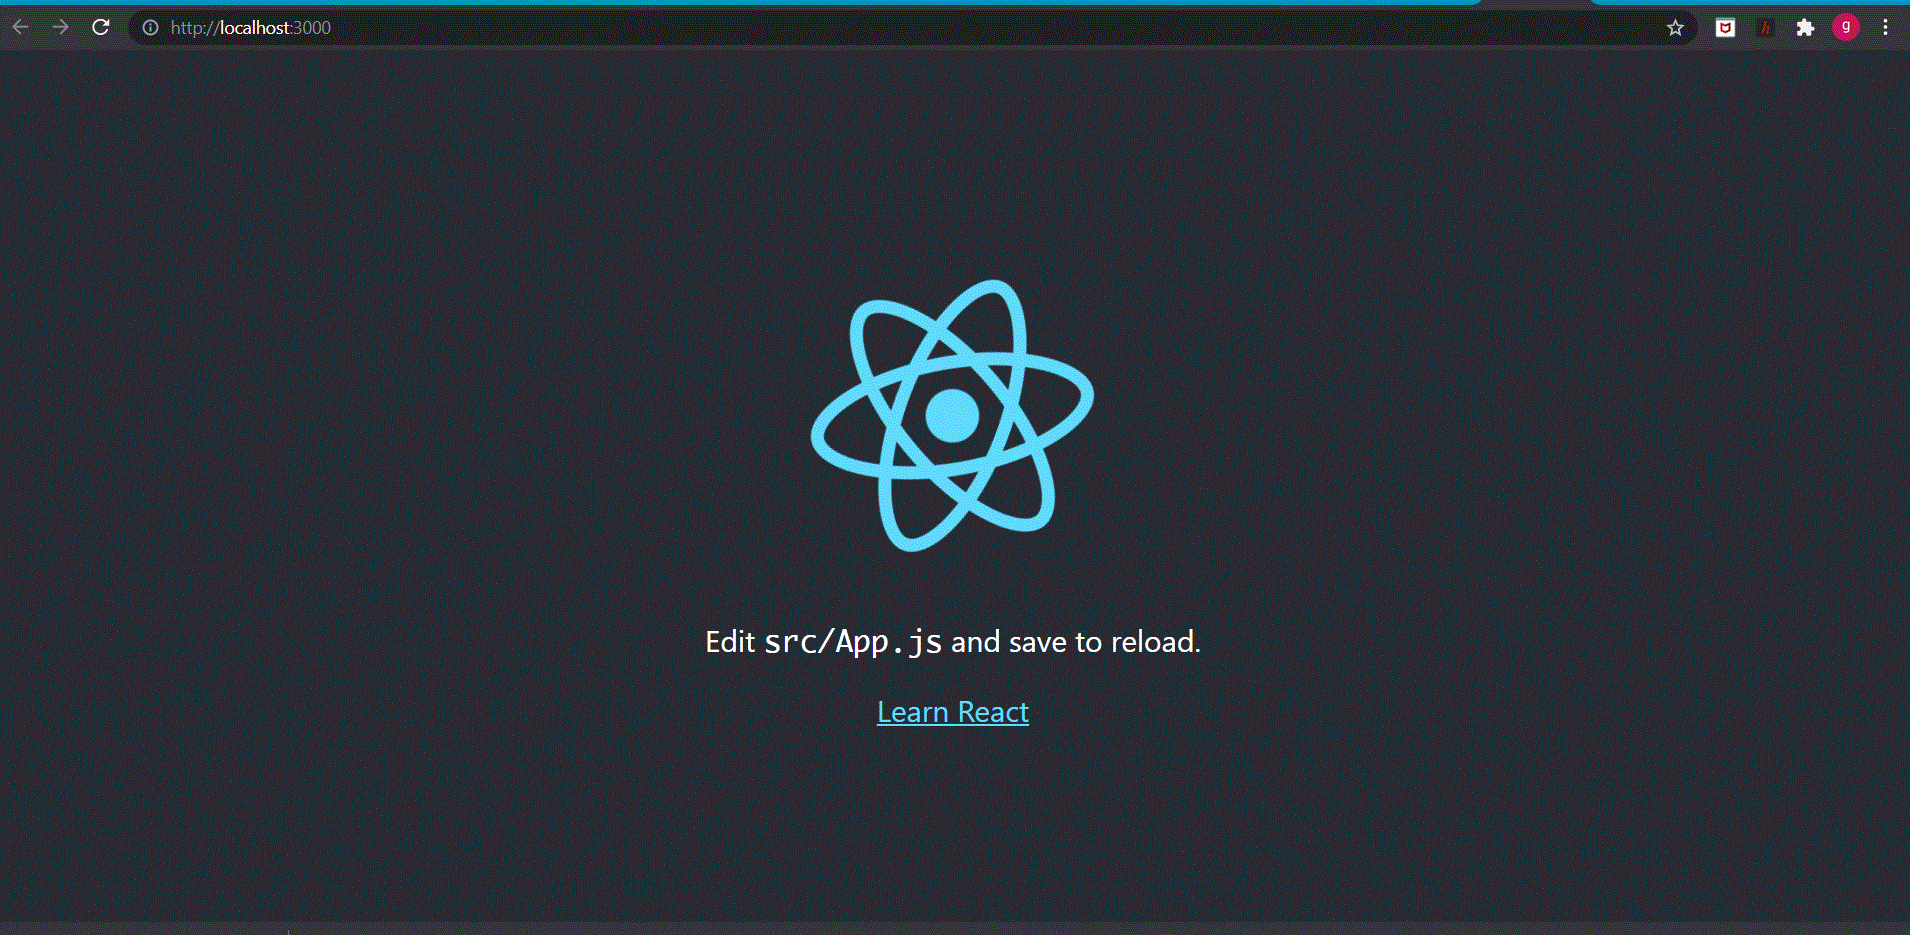 http://localhost:3000
h
g
Edit src/App.js and save to reload.
Learn React